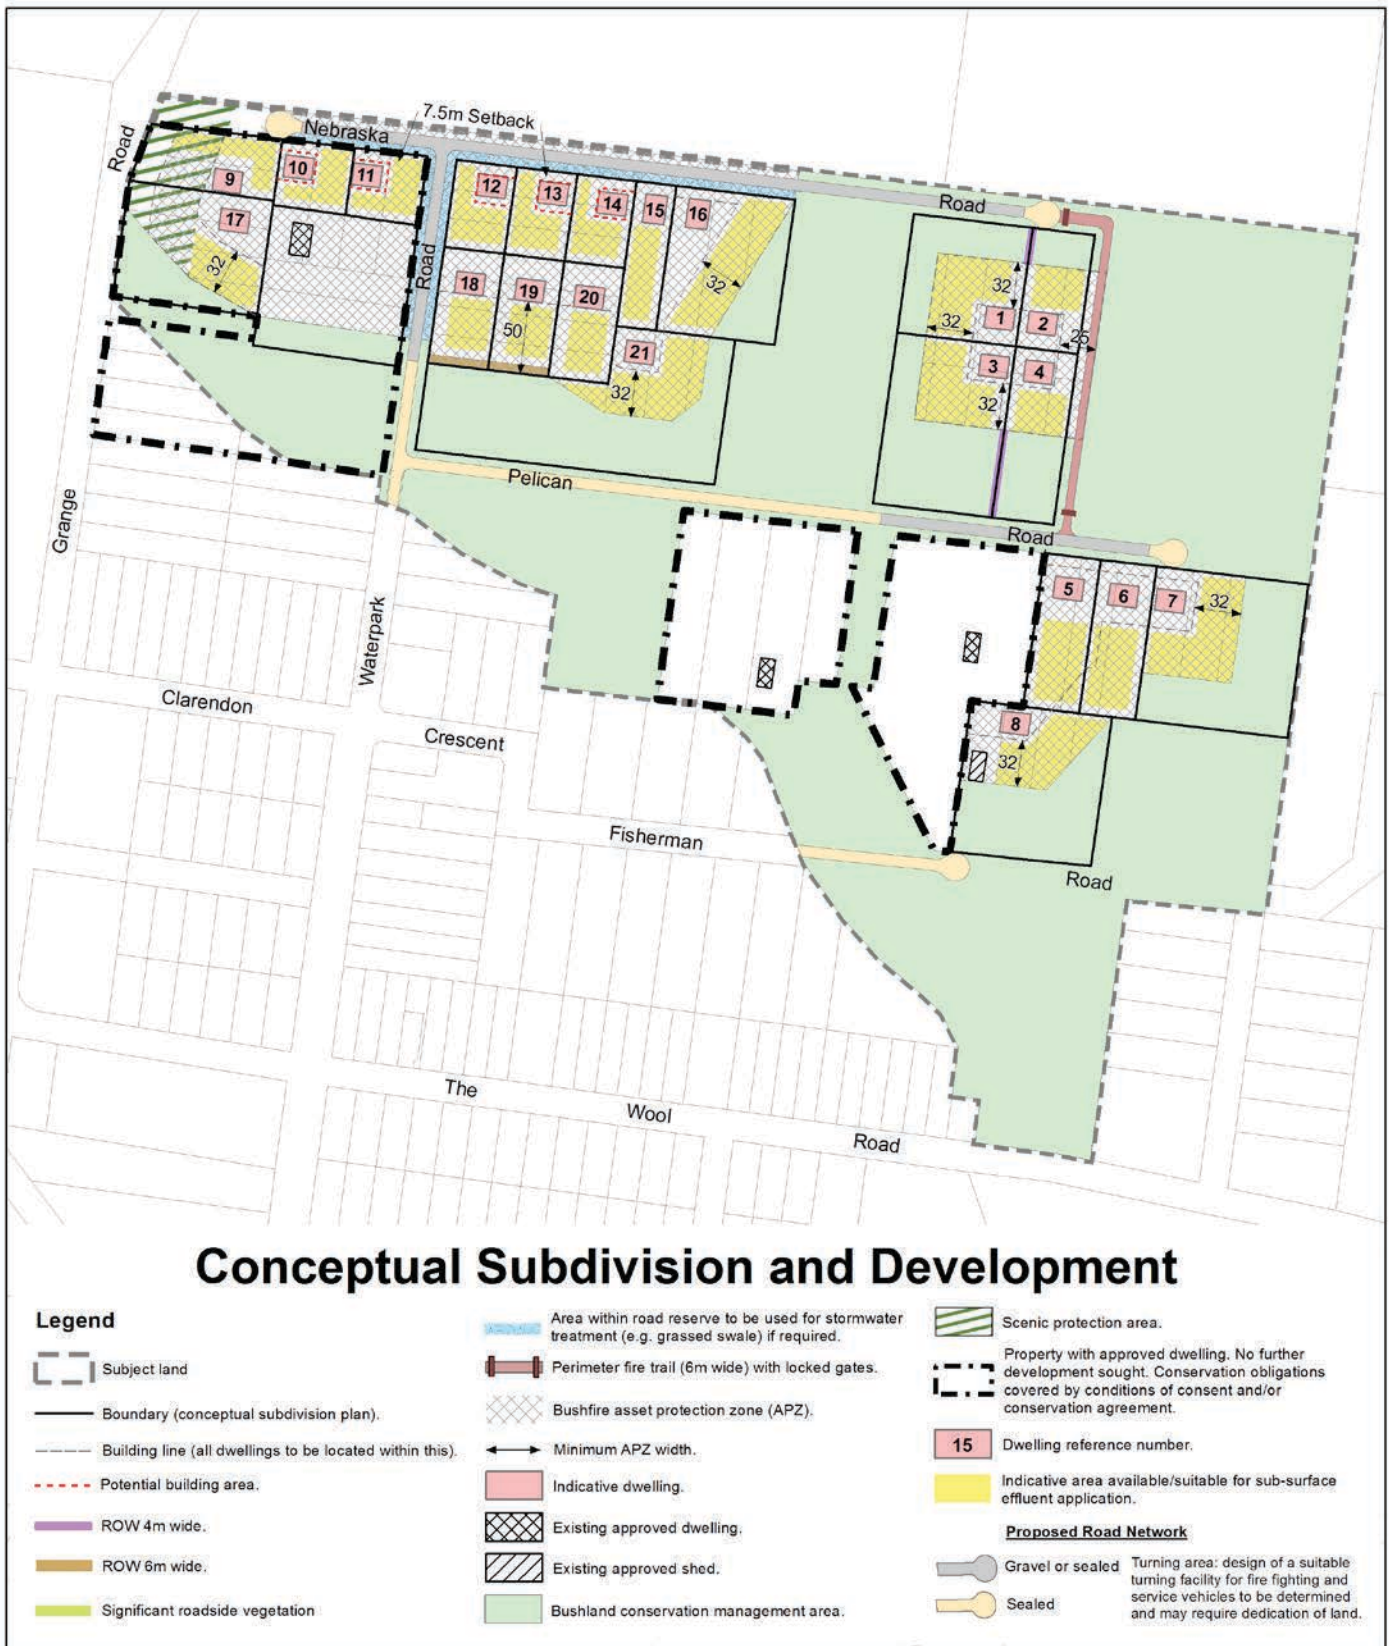 7.5m Setback
Nebraska
Road
Road
Road
9
10
11
12
13
14
15
16
17
18
19
20
21
32
32
50
32
32
32
1
2
25
3
4
32
Road
Pelican
Road
5
6
7
32
8
32
Grange
Waterpark
Clarendon
Crescent
Fisherman
Road
The
Wool
Road
Conceptual Subdivision and Development
Legend
Subject land
Boundary (conceptual subdivision plan).
Building line (all dwellings to be located within this).
Potential building area.
ROW 4m wide.
ROW 6m wide.
Significant roadside vegetation
Area within road reserve to be used for stormwater
treatment (e.g. grassed swale) if required.
Perimeter fire trail (6m wide) with locked gates.
Bushfire asset protection zone (APZ).
Minimum APZ width.
Indicative dwelling.
Existing approved dwelling.
Existing approved shed.
Bushland conservation management area.
Scenic protection area.
Property with approved dwelling. No further
development sought. Conservation obligations
covered by conditions of consent and/or
conservation agreement.
15 Dwelling reference number.
Indicative area available/suitable for sub-surface
effluent application.
Proposed Road Network
Gravel or sealed
Sealed
Turning area: design of a suitable
turning facility for fire fighting and
service vehicles to be determined
and may require dedication of land.